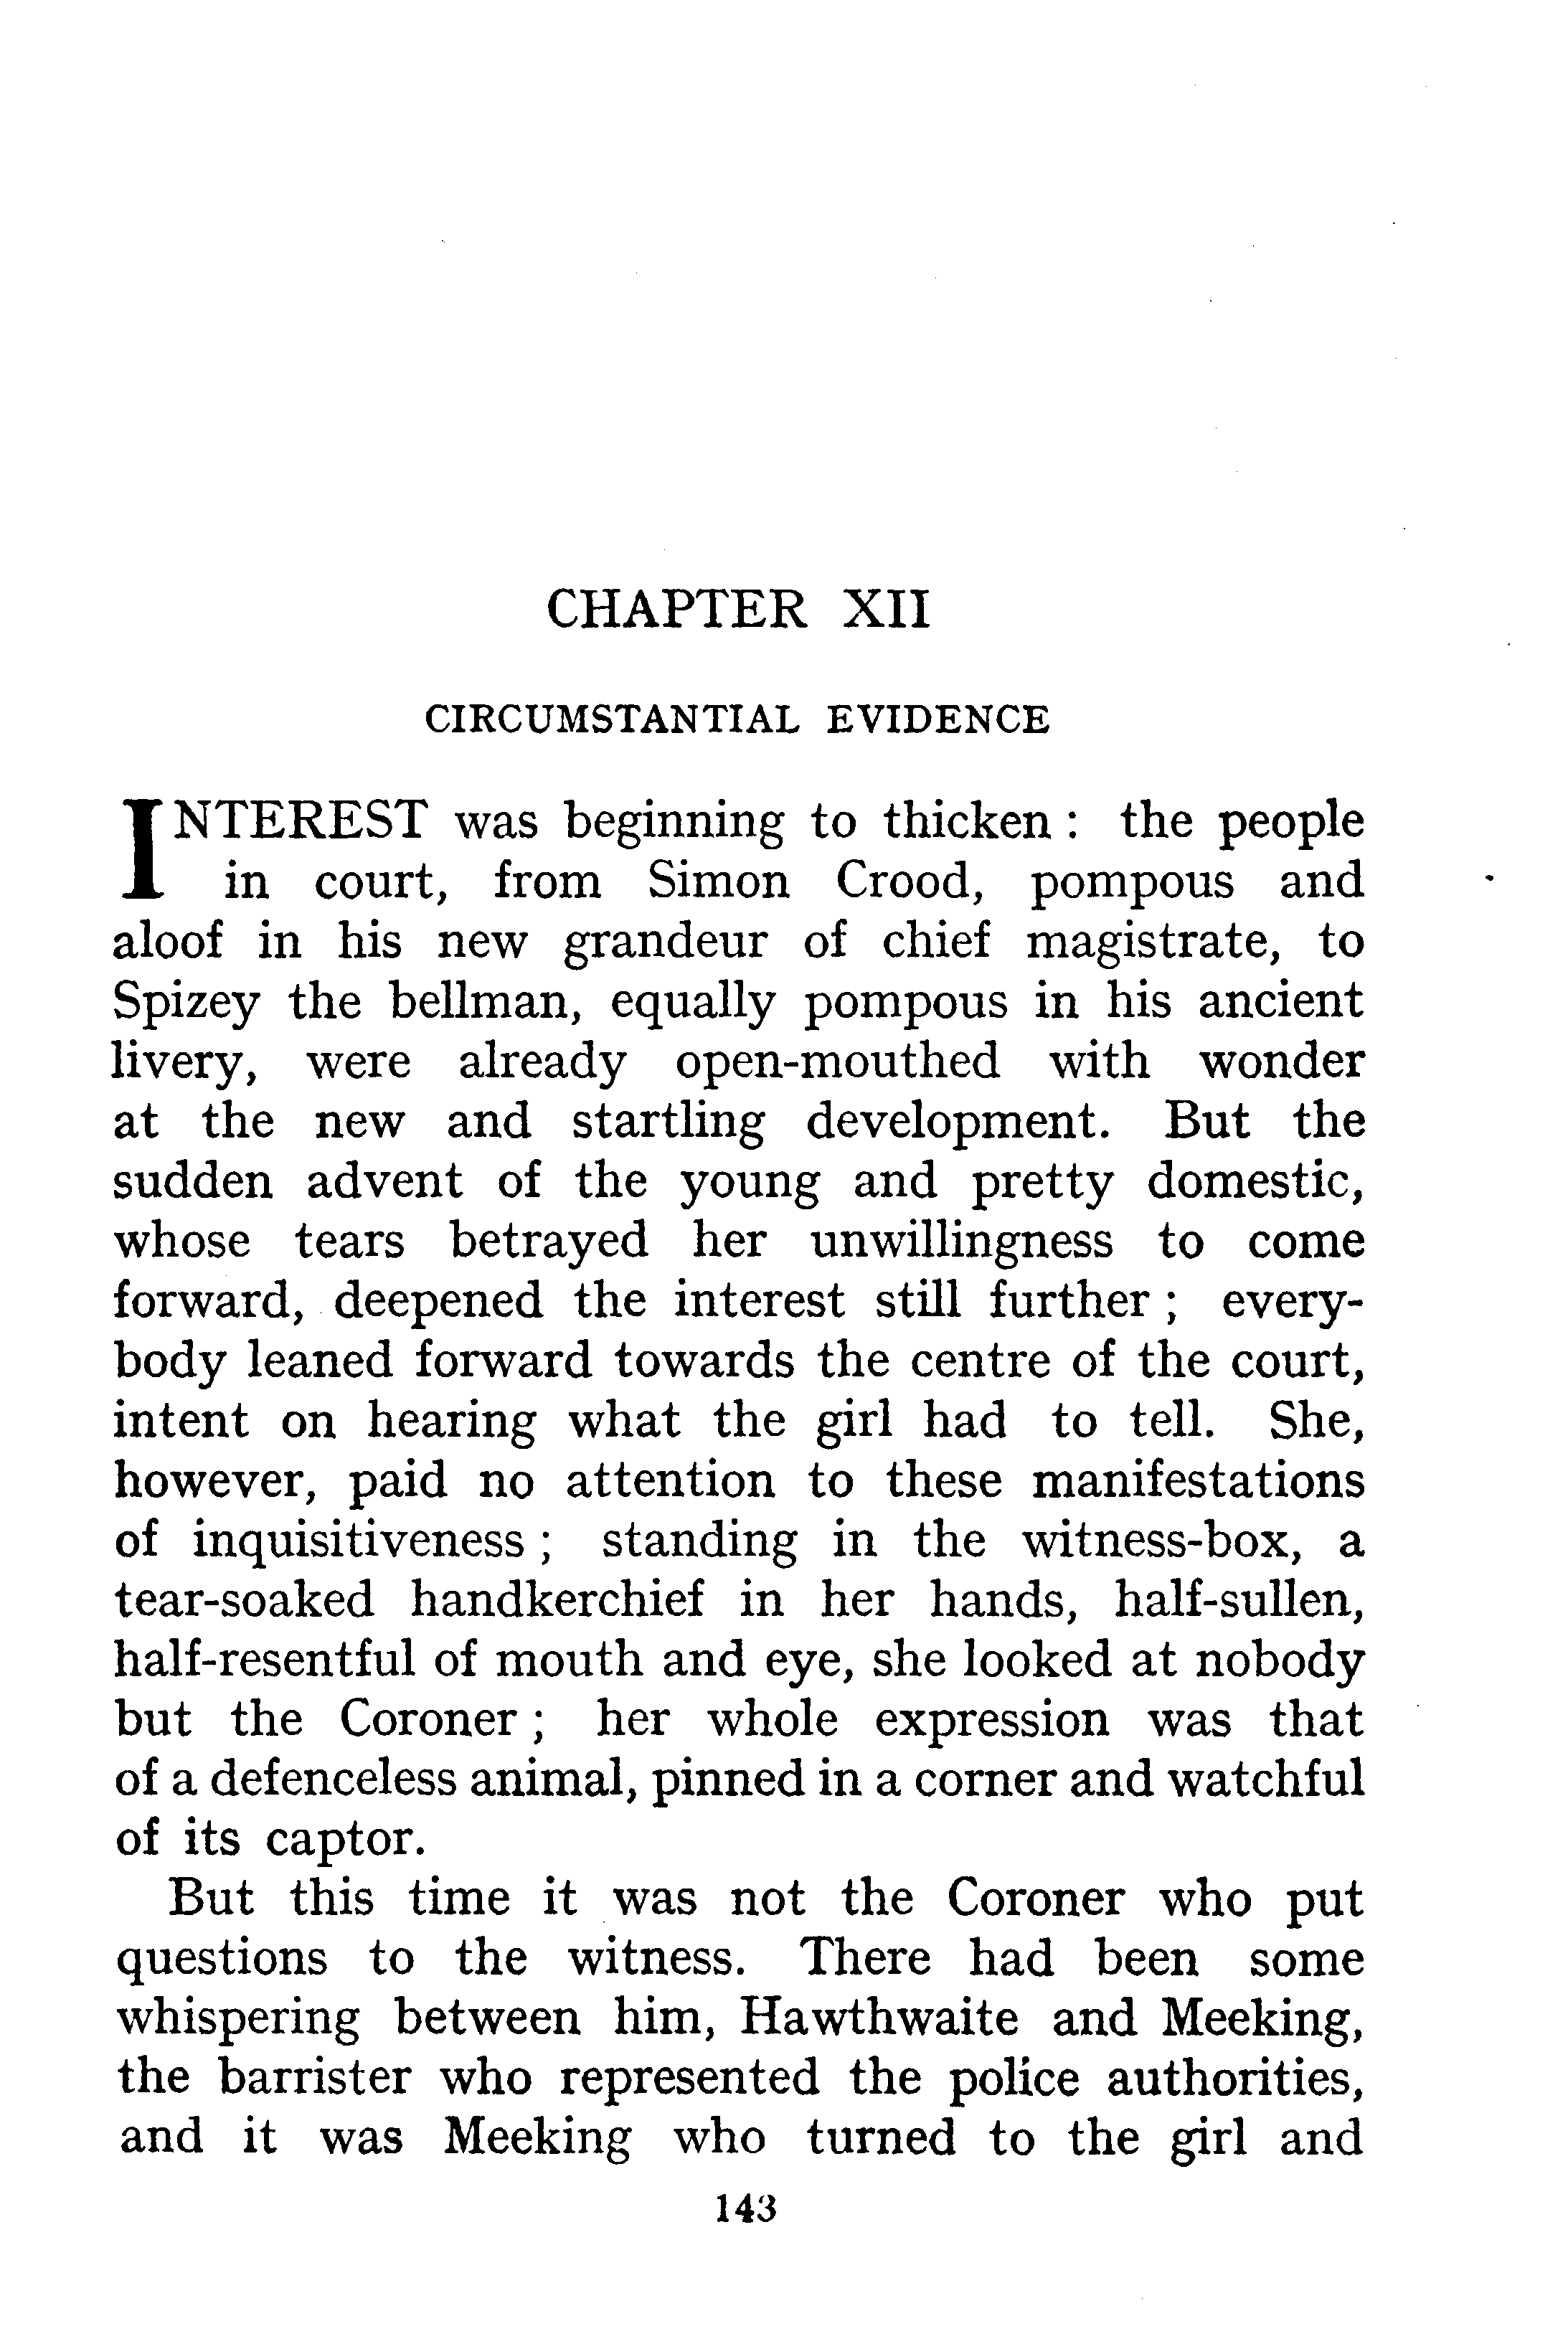 CHAPTER XII
CIRCUMSTANTIAL EVIDENCE
INTEREST was beginning to thicken : the people
in court, from Simon Crood, pompous and
aloof in his new grandeur of chief magistrate, to
Spizey the bellman, equally pompous in his ancient
livery, were already open-mouthed with wonder
at the new and startling development. But the
sudden advent of the young and pretty domestic,
whose tears betrayed her unwillingness to come
forward, deepened the interest still further ; every-
body leaned forward towards the centre of the court,
intent on hearing what the girl had to tell. She,
however, paid no attention to these manifestations
of inquisitiveness ; standing in the witness-box, a
tear-soaked handkerchief in her hands, half-sullen,
half-resentful of mouth and eye, she looked at nobody
but the Coroner ; her whole expression was that
of a defenceless animal, pinned in a corner and watchful
of its captor.
But this time it was not the Coroner who put
questions to the witness. There had been some
whispering between him, Hawthwaite and Meeking,
the barrister who represented the police authorities,
and it was Meeking who turned to the girl and
143